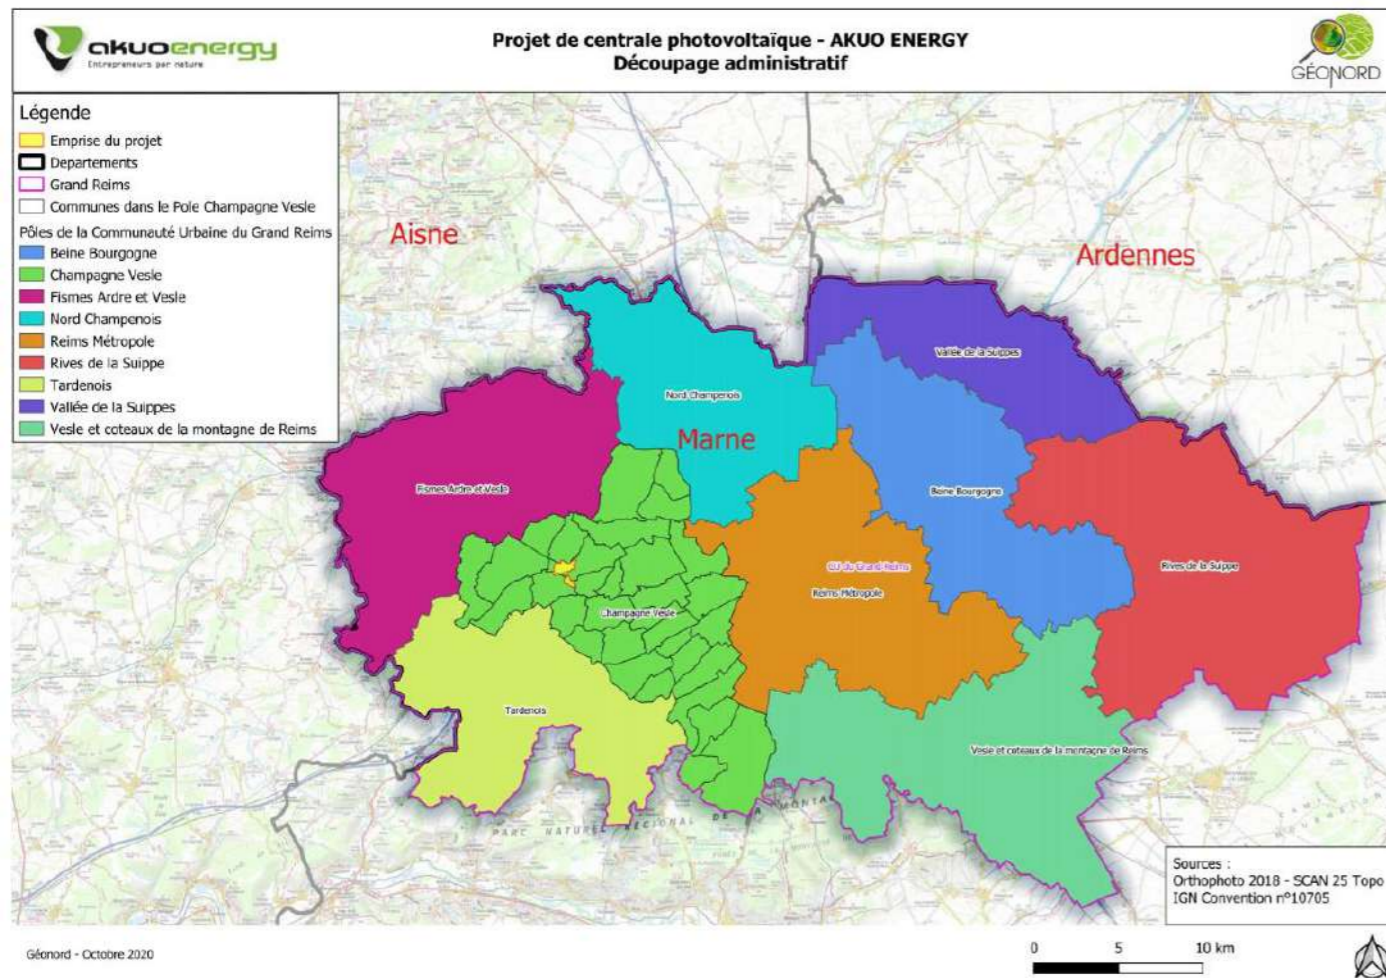 akuoenergy
Entrepreneurs par nature
Projet de centrale photovoltaïque - AKUO ENERGY
Découpage administratif
GÉONORD
Légende
Emprise du projet
Departements
Grand Reims
Communes dans le Pole Champagne Vesle
Pôles de la Communauté Urbaine du Grand Reims
Beine Bourgogne
Champagne Vesle
Fismes Ardre et Vesle
Nord Champenois
Reims Métropole
Rives de la Suippe
Tardenois
Vallée de la Suippes
Vesle et coteaux de la montagne de Reims
Aisne
Ardennes
Vallée de la Suippes
Nord Champenois
Marne
Fismes Ardre et Vesle
Beine Bourgogne
CU du Grand Reims
Rives de la Suippe
Reims Métropole
Champagne Vesle
Tardenois
Vesle et coteaux de la montagne de Reims
PARC NATUREL RÉGIONAL DE LA MONTA
Sources :
Orthophoto 2018 - SCAN 25 Topo
IGN Convention n°10705
Géonord - Octobre 2020
0 5 10 km